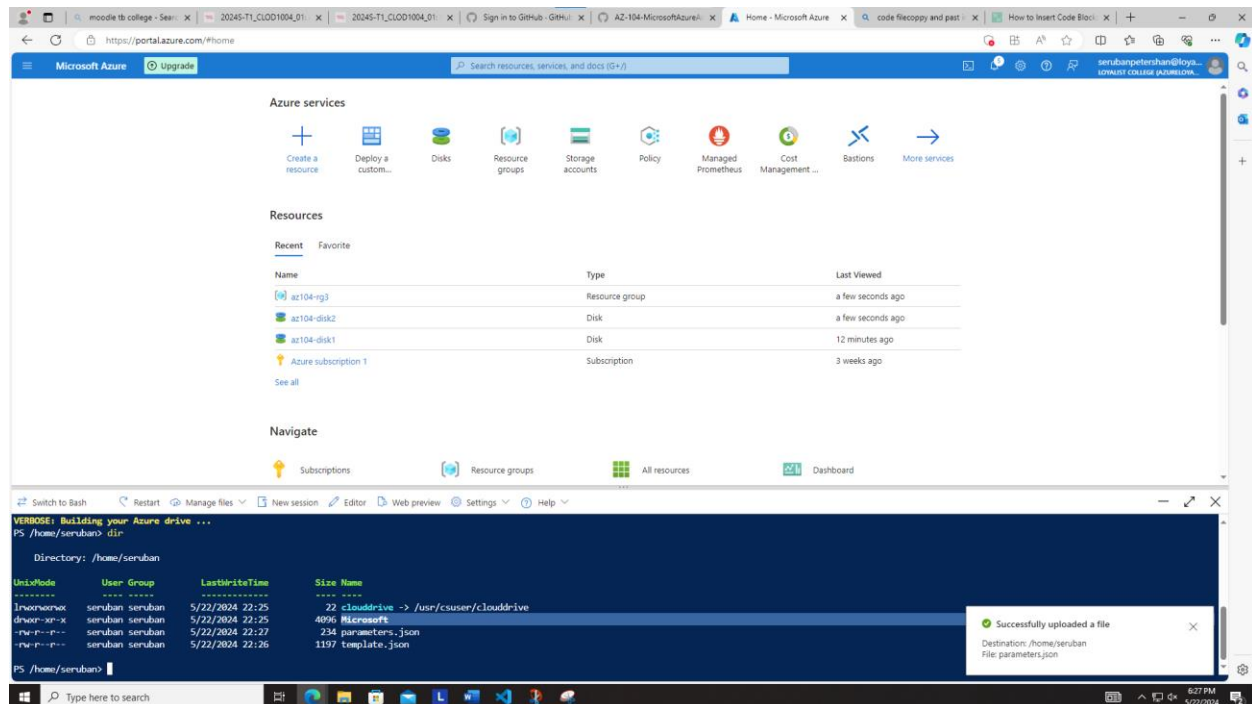 moodle tb college - Searc
20245-T1_CLOD1004_01:
20245-T1_CLOD1004_01:
Sign in to GitHub · GitHub
AZ-104-MicrosoftAzureA
Home - Microsoft Azure
code filecoppy and past i
How to Insert Code Block
https://portal.azure.com/#home
Microsoft Azure
Upgrade
Search resources, services, and docs (G+/)
serubanpetershan@loya...
LOYALIST COLLEGE (AZURELOYA...
Azure services
Create a resource
Deploy a custom...
Disks
Resource groups
Storage accounts
Policy
Managed Prometheus
Cost Management ...
Bastions
More services
Resources
Recent Favorite
Name Type Last Viewed
az104-rg3 Resource group a few seconds ago
az104-disk2 Disk a few seconds ago
az104-disk1 Disk 12 minutes ago
Azure subscription 1 Subscription 3 weeks ago
See all
Navigate
Subscriptions Resource groups All resources Dashboard
Switch to Bash Restart Manage files New session Editor Web preview Settings Help
VERBOSE: Building your Azure drive ...
PS /home/seruban> dir
Directory: /home/seruban
UnixMode User Group LastWriteTime Size Name
-------- ---- ----- ------------- ---- ----
lrwxrwxrwx seruban seruban 5/22/2024 22:25 22 clouddrive -> /usr/csuser/clouddrive
drwxr-xr-x seruban seruban 5/22/2024 22:25 4096 Microsoft
-rw-r--r-- seruban seruban 5/22/2024 22:27 234 parameters.json
-rw-r--r-- seruban seruban 5/22/2024 22:26 1197 template.json
PS /home/seruban>
Successfully uploaded a file
Destination: /home/seruban
File: parameters.json
Type here to search
6:27 PM
5/22/2024